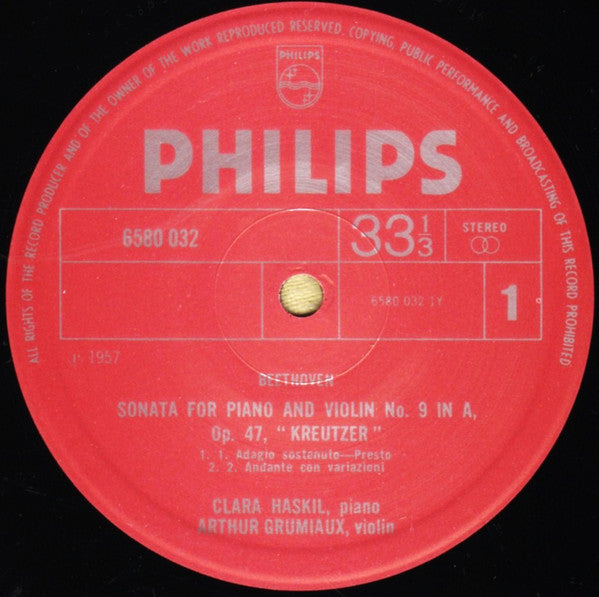 ALL RIGHTS OF THE RECORD PRODUCER AND OF THE OWNER OF THE WORK REPRODUCED RESERVED. COPYING, PUBLIC PERFORMANCE AND BROADCASTING OF THIS RECORD PROHIBITED
PHILIPS
PHILIPS
6580 032
33 1/3
STEREO
6580 032 1Y
1
℗ 1957
BEETHOVEN
SONATA FOR PIANO AND VIOLIN No. 9 IN A,
Op. 47, "KREUTZER"
1. 1. Adagio sostenuto—Presto
2. 2. Andante con variazioni
CLARA HASKIL, piano
ARTHUR GRUMIAUX, violin